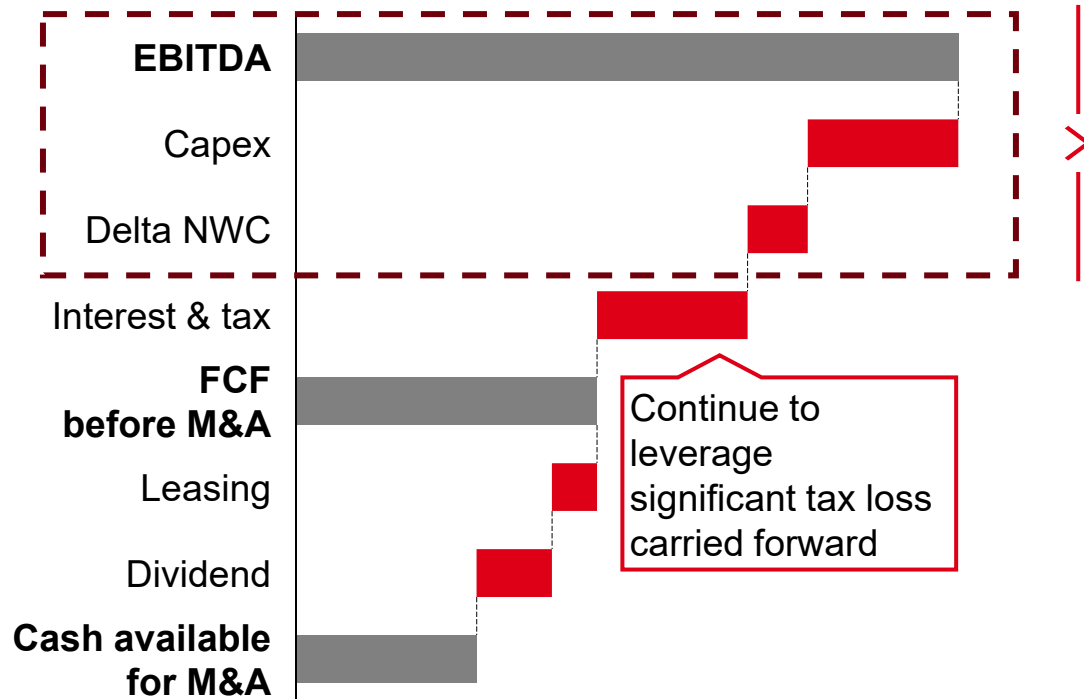 EBITDA
Capex
Delta NWC
Interest & tax
FCF
before M&A
Continue to
leverage
significant tax loss
carried forward
Leasing
Dividend
Cash available
for M&A